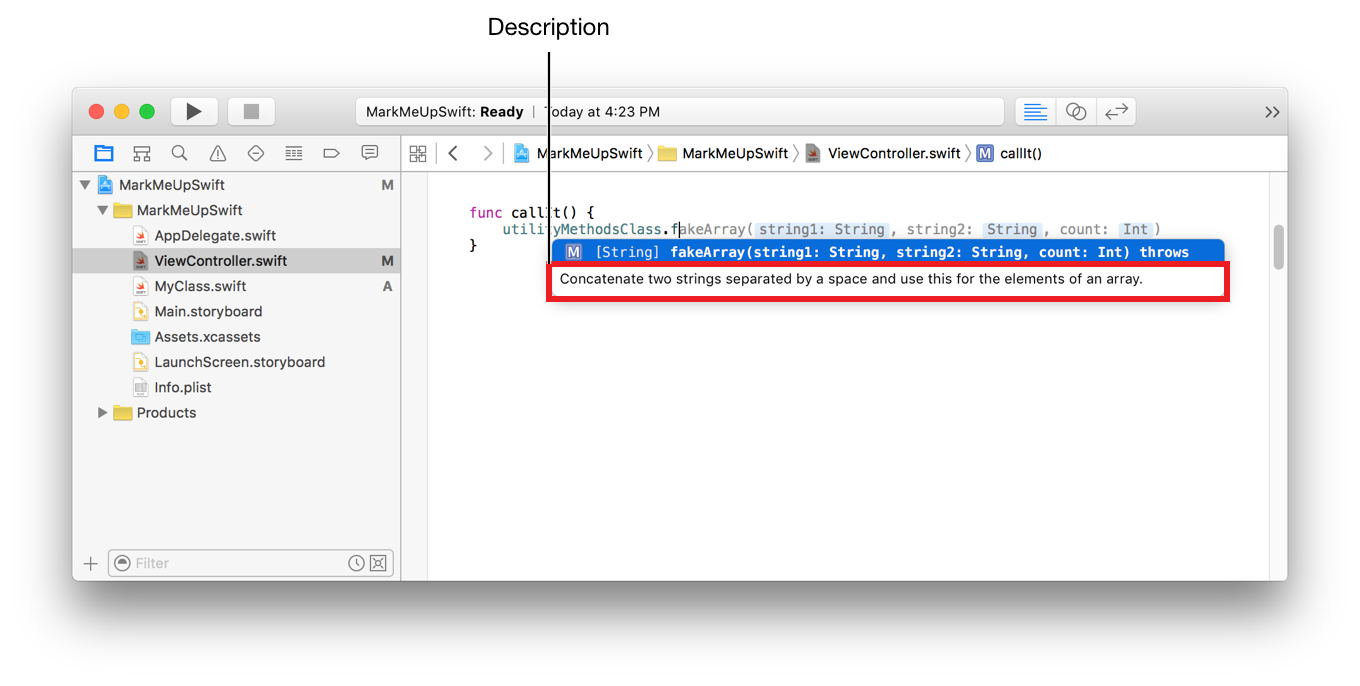 Description
MarkMeUpSwift: Ready | Today at 4:23 PM
MarkMeUpSwift MarkMeUpSwift ViewController.swift M callIt()
MarkMeUpSwift M
MarkMeUpSwift
AppDelegate.swift
ViewController.swift M
MyClass.swift A
Main.storyboard
Assets.xcassets
LaunchScreen.storyboard
Info.plist
Products
Filter
func callIt() {
utilityMethodsClass.fakeArray(string1: String, string2: String, count: Int)
}
M [String] fakeArray(string1: String, string2: String, count: Int) throws
Concatenate two strings separated by a space and use this for the elements of an array.